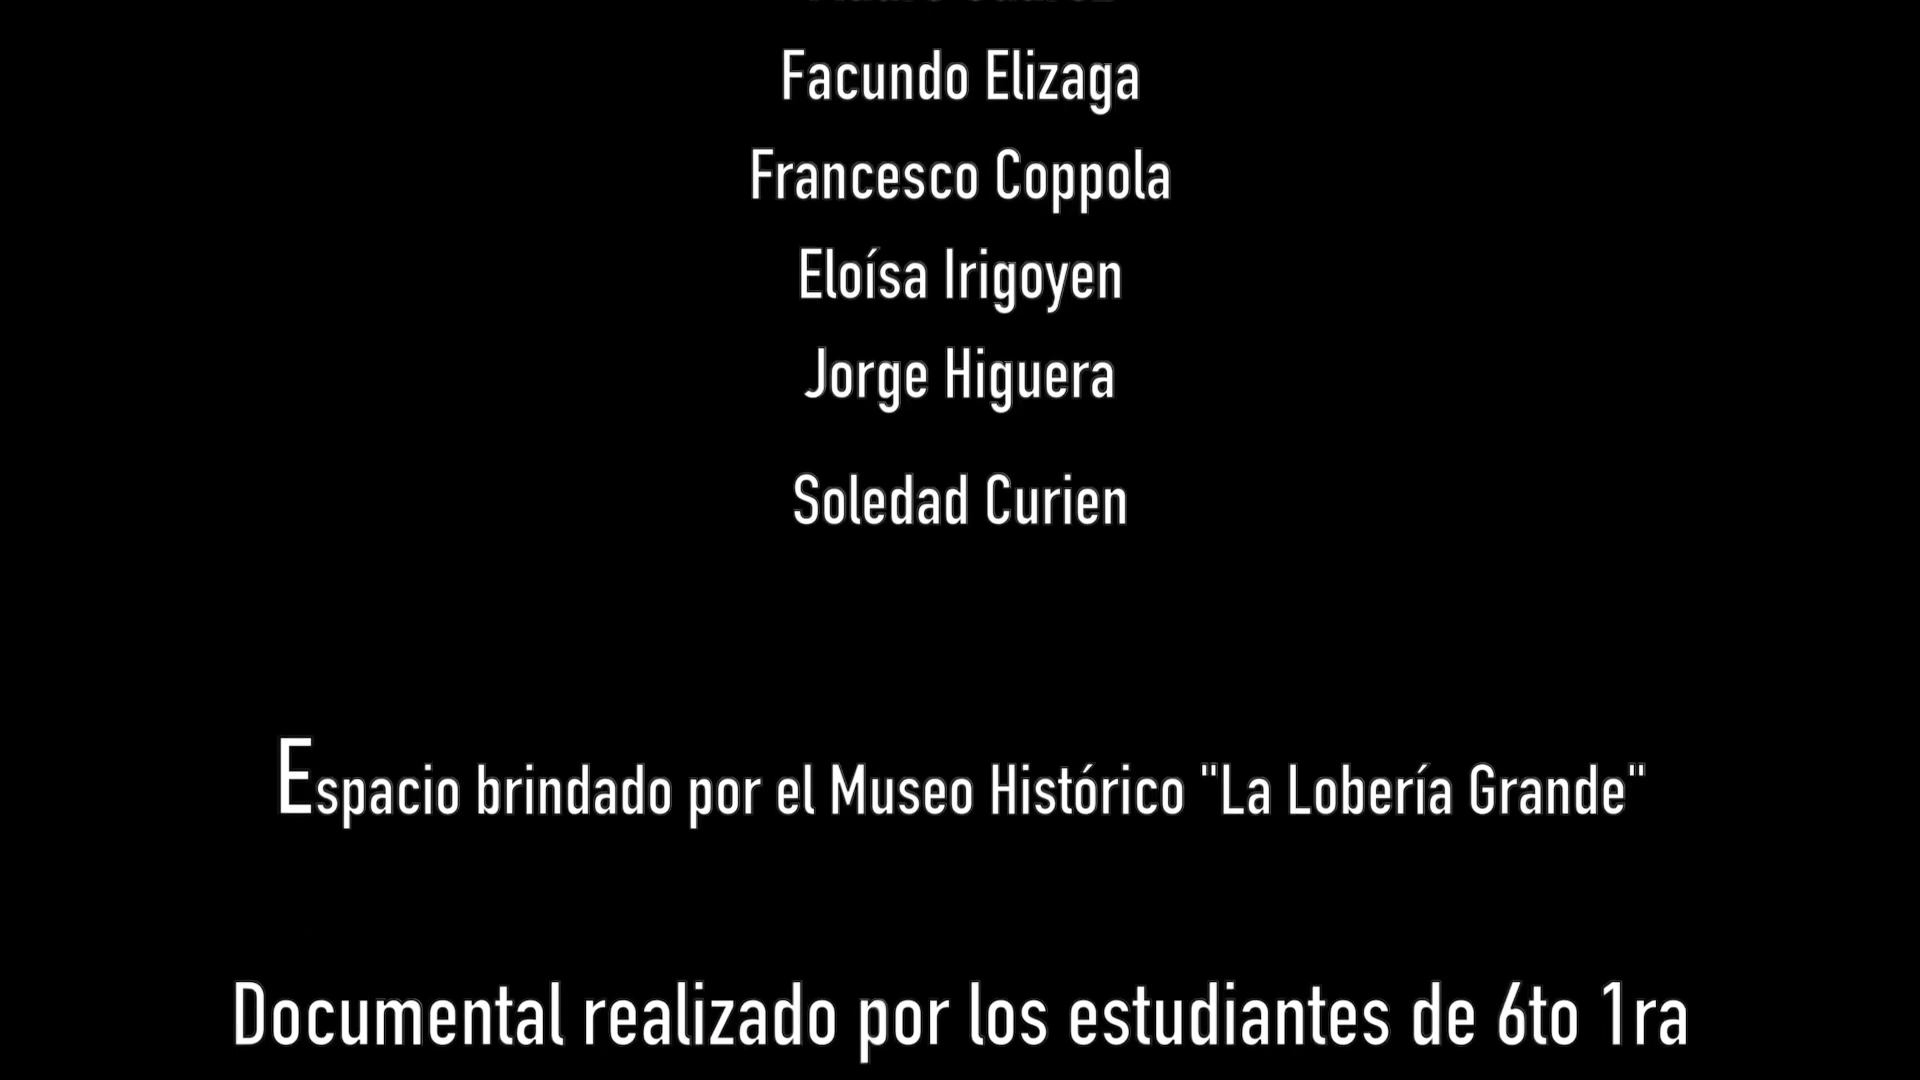 Facundo Elizaga
Francesco Coppola
Eloísa Irigoyen
Jorge Higuera
Soledad Curien
Espacio brindado por el Museo Histórico "La Lobería Grande"
Documental realizado por los estudiantes de 6to 1ra